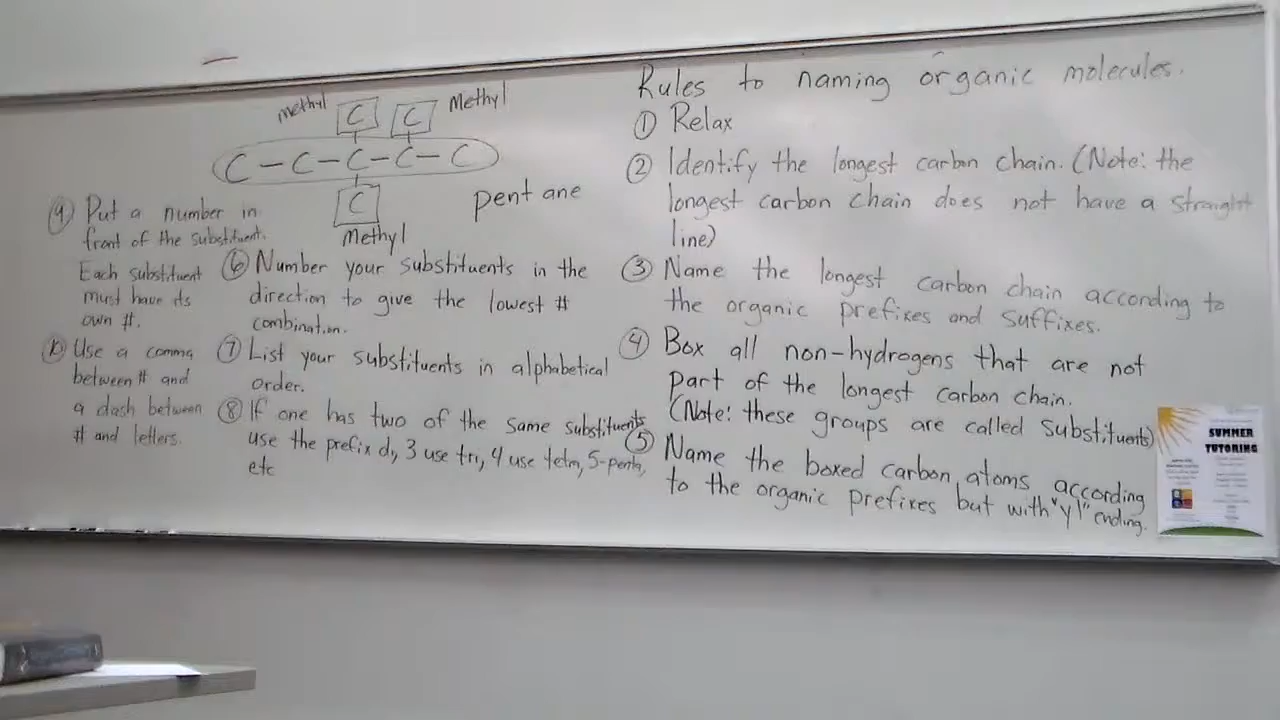 Rules to naming organic molecules.
① Relax
② Identify the longest carbon chain. (Note: the
longest carbon chain does not have a straight
line)
③ Name the longest carbon chain according to
the organic prefixes and suffixes.
④ Box all non-hydrogens that are not
part of the longest carbon chain.
(Note: these groups are called substituents)
⑤ Name the boxed carbon atoms according
to the organic prefixes but with "yl" ending.
methyl C C Methyl
C - C - C - C - C
C
Methyl
pentane
⑥ Number your substituents in the
direction to give the lowest #
combination.
⑦ List your substituents in alphabetical
order.
⑧ If one has two of the same substituents
use the prefix di, 3 use tri, 4 use tetra, 5-penta,
etc
⑨ Put a number in
front of the substituent.
Each substituent
must have its
own #.
⑩ Use a comma
between # and
a dash between
# and letters.
SUMMER
TUTORING